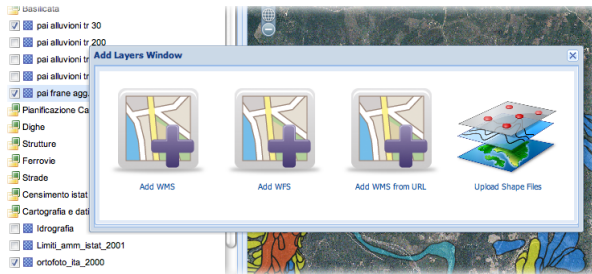 Basilicata
pai alluvioni tr 30
pai alluvioni tr 200
pai alluvioni tr
pai alluvioni tr
pai frane agg.
Pianificazione Ca
Dighe
Strutture
Ferrovie
Strade
Censimento istat
Cartografia e dati
Idrografia
Limiti_amm_istat_2001
ortofoto_ita_2000
Add Layers Window
Add WMS
Add WFS
Add WMS from URL
Upload Shape Files